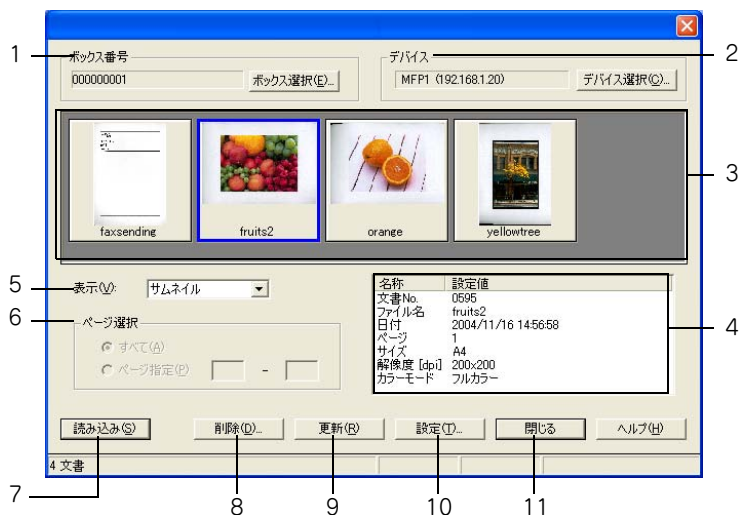 1
ボックス番号
000000001
ボックス選択(E)...
デバイス
2
MFP1 (192.168.1.20)
デバイス選択(C)...
3
faxsending
fruits2
orange
yellowtree
5
表示(V):
サムネイル
6
ページ選択
すべて(A)
ページ指定(P)
-
名称 設定値
文書No. 0595
ファイル名 fruits2
日付 2004/11/16 14:56:58
ページ 1
サイズ A4
解像度 [dpi] 200x200
カラーモード フルカラー
4
読み込み(S)
削除(D)...
更新(R)
設定(T)...
閉じる
ヘルプ(H)
4 文書
7
8
9
10
11